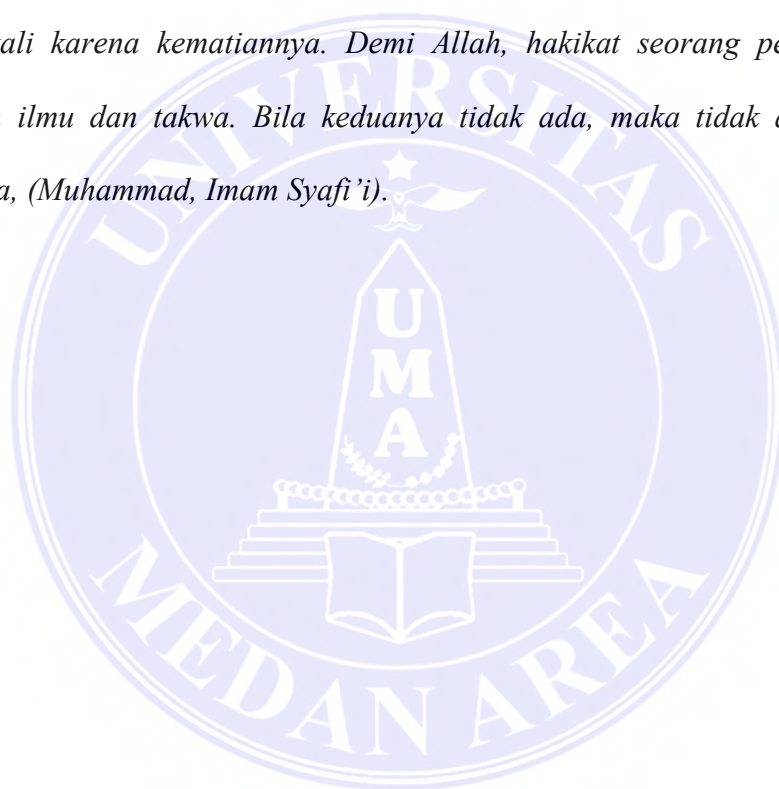 karena kematiannya. Demi Allah, hakikat seorang
ilmu dan takwa. Bila keduanya tidak ada, maka tidak
(Muhammad, Imam Syafi’i).
UNIVERSITAS
UMA
MEDAN AREA